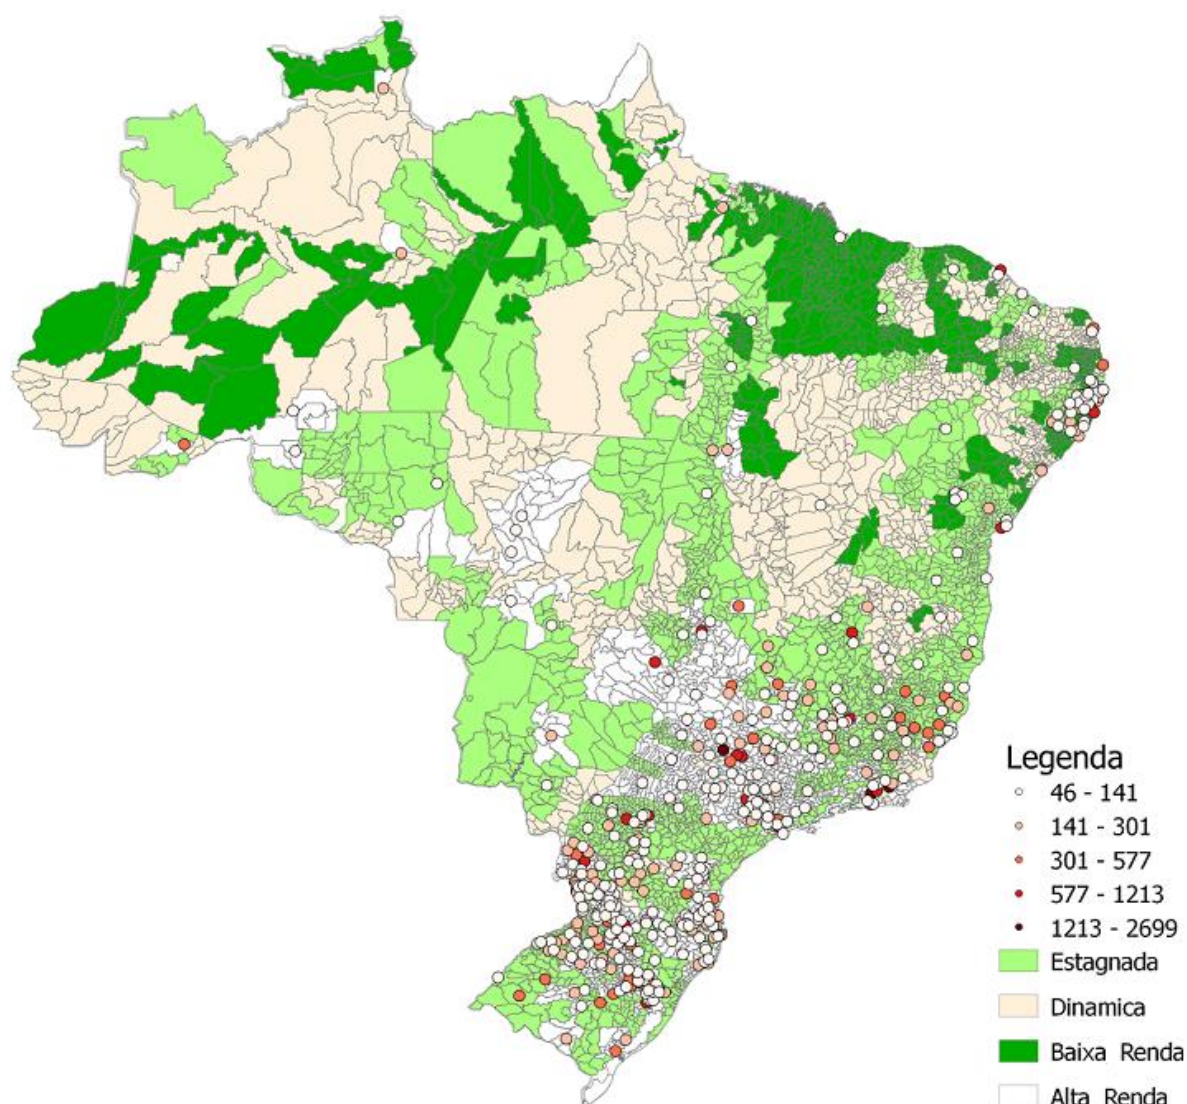 Legenda
46 - 141
141 - 301
301 - 577
577 - 1213
1213 - 2699
Estagnada
Dinamica
Baixa Renda
Alta Renda